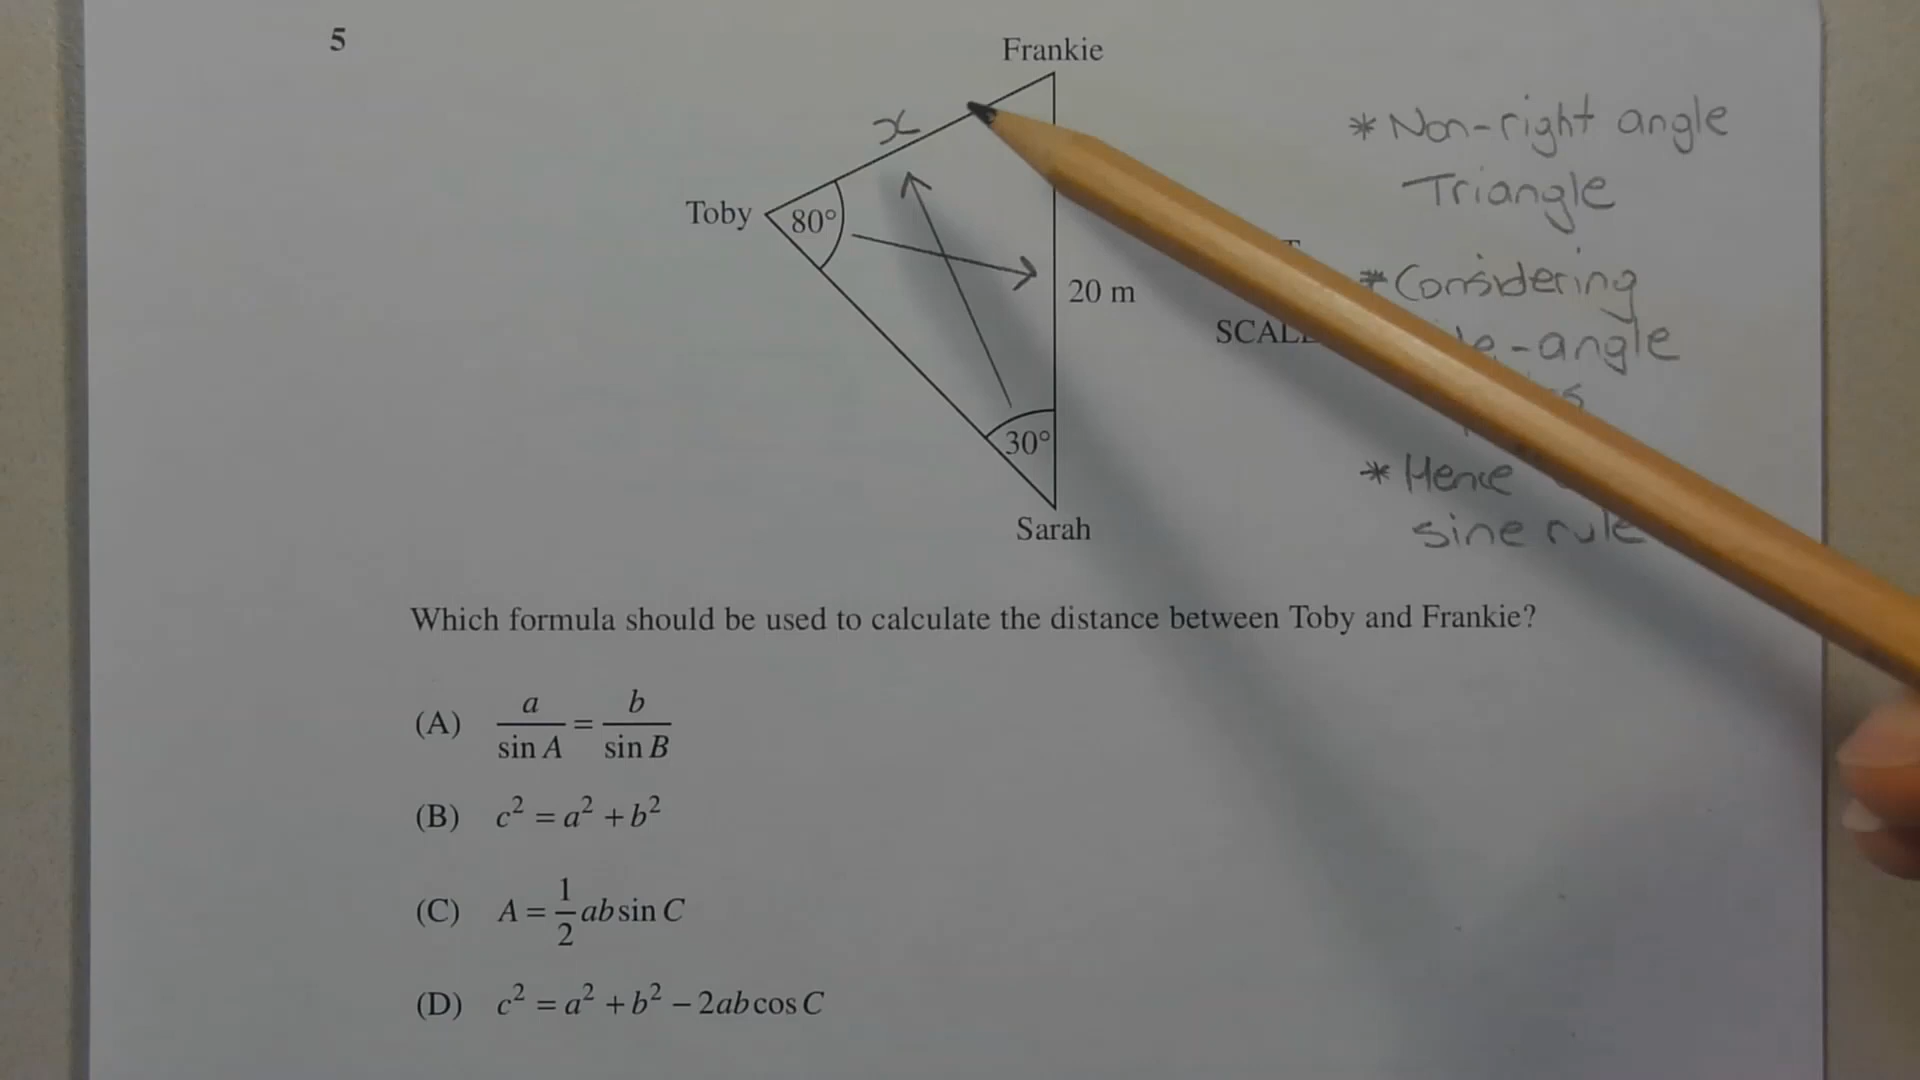 5
Frankie
x
* Non-right angle
Triangle
Toby
80°
* Considering
20 m
-angle
30°
* Hence
Sarah
sine rule
Which formula should be used to calculate the distance between Toby and Frankie?
(A) a/sin A = b/sin B
(B) c² = a² + b²
(C) A = 1/2 ab sin C
(D) c² = a² + b² − 2ab cos C